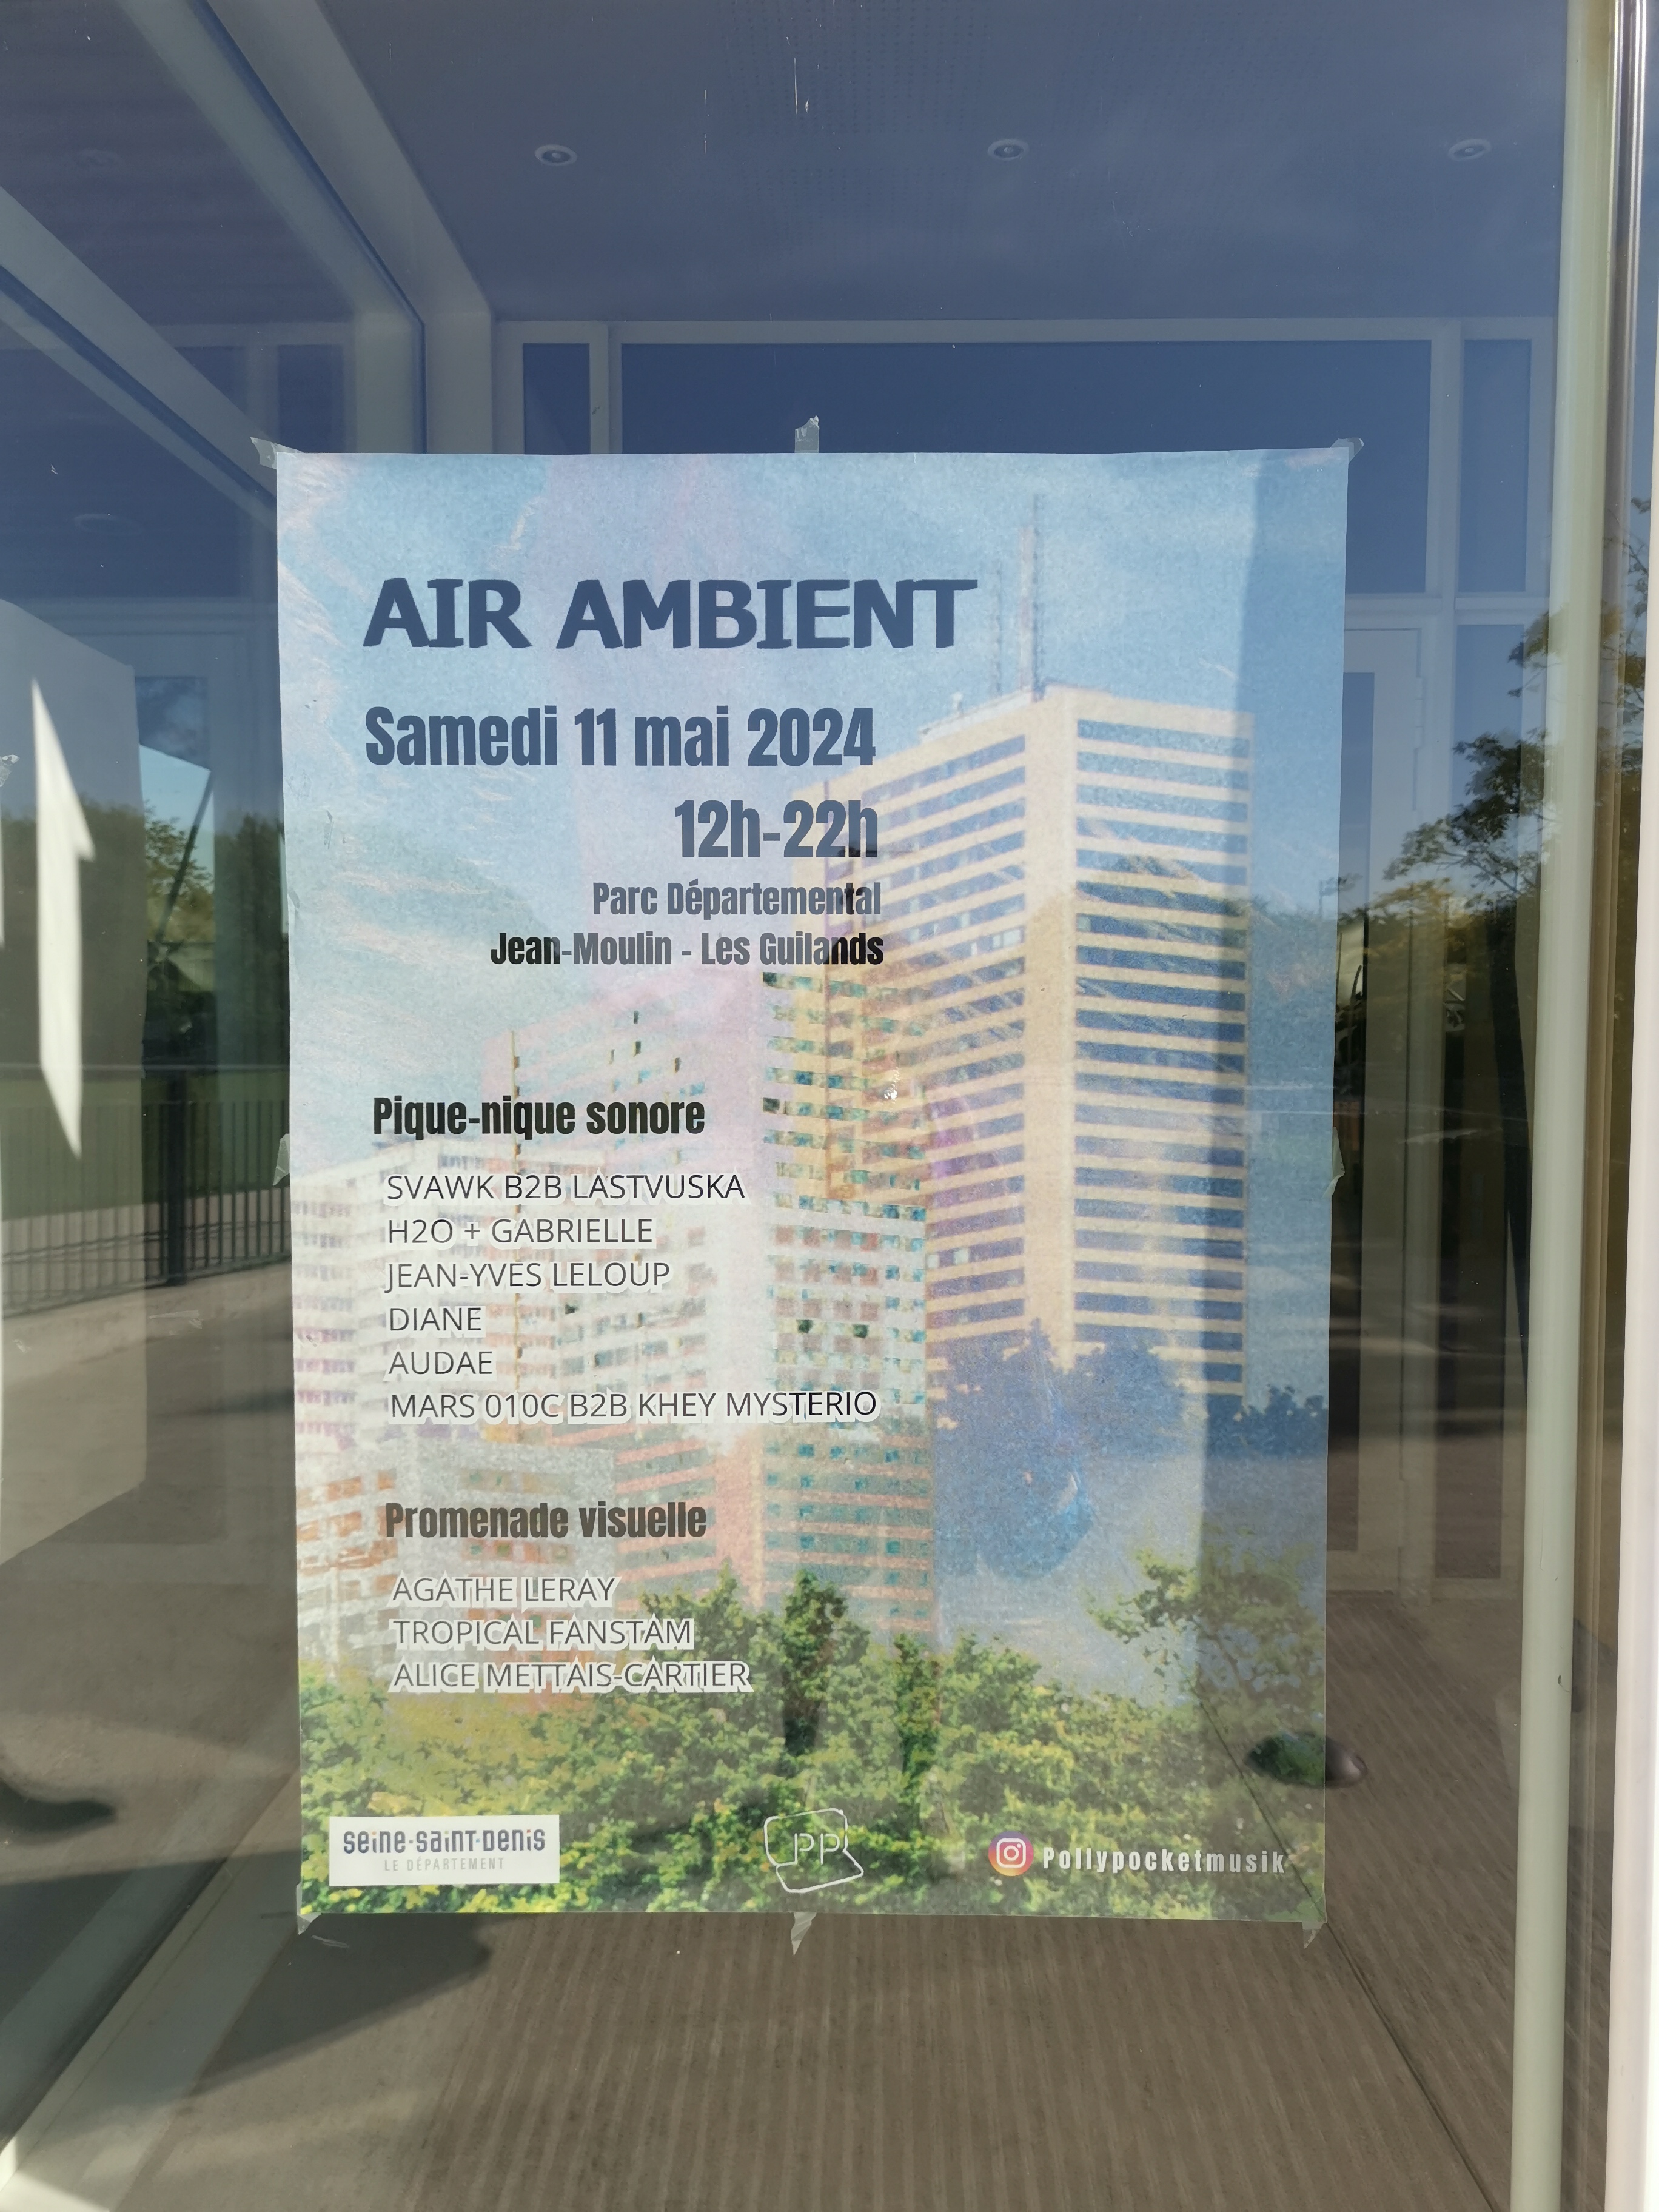 AIR AMBIENT
Samedi 11 mai 2024
12h-22h
Parc Départemental
Jean-Moulin - Les Guilands
Pique-nique sonore
SVAWK B2B LASTVUSKA
H2O + GABRIELLE
JEAN-YVES LELOUP
DIANE
AUDAE
MARS 010C B2B KHEY MYSTERIO
Promenade visuelle
AGATHE LERAY
TROPICAL FANSTAM
ALICE METTAIS-CARTIER
seine-saint-denis
LE DÉPARTEMENT
PP
Pollypocketmusik